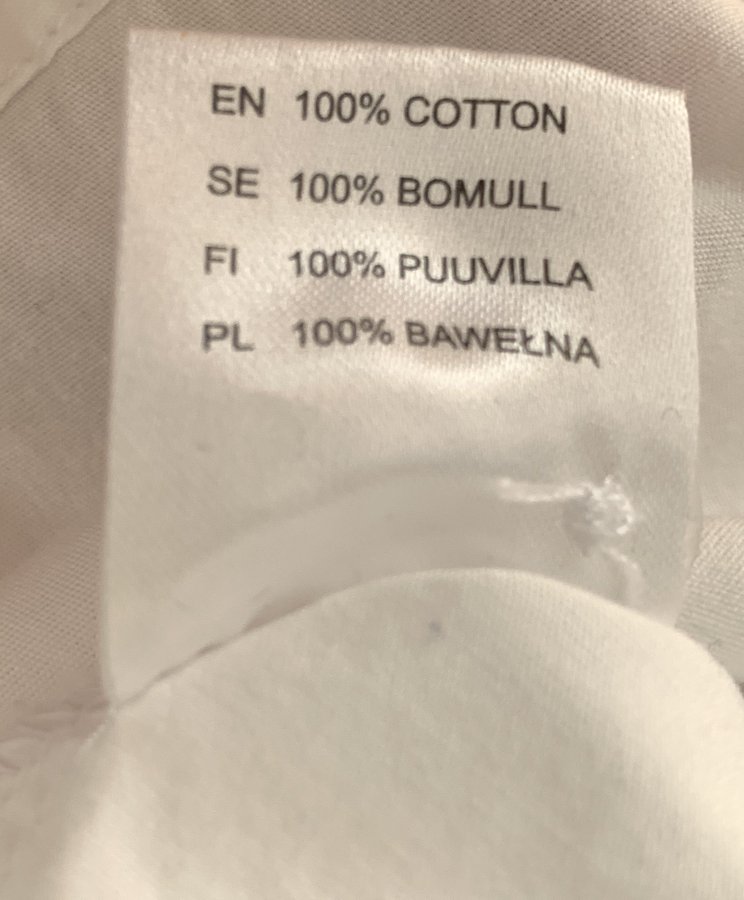 EN 100% COTTON
SE 100% BOMULL
FI 100% PUUVILLA
PL 100% BAWEŁNA